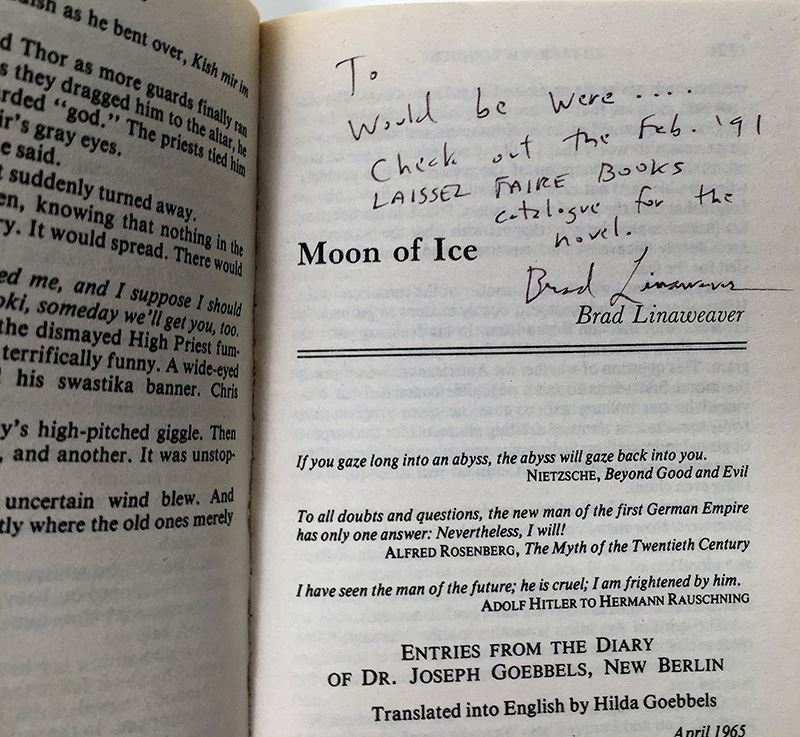 ish as he bent over, Kish mir im
d Thor as more guards finally ran
s they dragged him to the altar, he
rded "god." The priests tied him
ir's gray eyes.
e said.
t suddenly turned away.
en, knowing that nothing in the
ry. It would spread. There would
ed me, and I suppose I should
oki, someday we'll get you, too.
the dismayed High Priest fum-
terrifically funny. A wide-eyed
his swastika banner. Chris
y's high-pitched giggle. Then
, and another. It was unstop-
uncertain wind blew. And
tly where the old ones merely
To
Would be Were ....
Check out the Feb. '91
LAISSEZ FAIRE BOOKS
catalogue for the
novel.
Moon of Ice
Brad Linaweaver
Brad Linaweaver
If you gaze long into an abyss, the abyss will gaze back into you.
NIETZSCHE, Beyond Good and Evil
To all doubts and questions, the new man of the first German Empire
has only one answer: Nevertheless, I will!
ALFRED ROSENBERG, The Myth of the Twentieth Century
I have seen the man of the future; he is cruel; I am frightened by him.
ADOLF HITLER TO HERMANN RAUSCHNING
ENTRIES FROM THE DIARY
OF DR. JOSEPH GOEBBELS, NEW BERLIN
Translated into English by Hilda Goebbels
April 1965